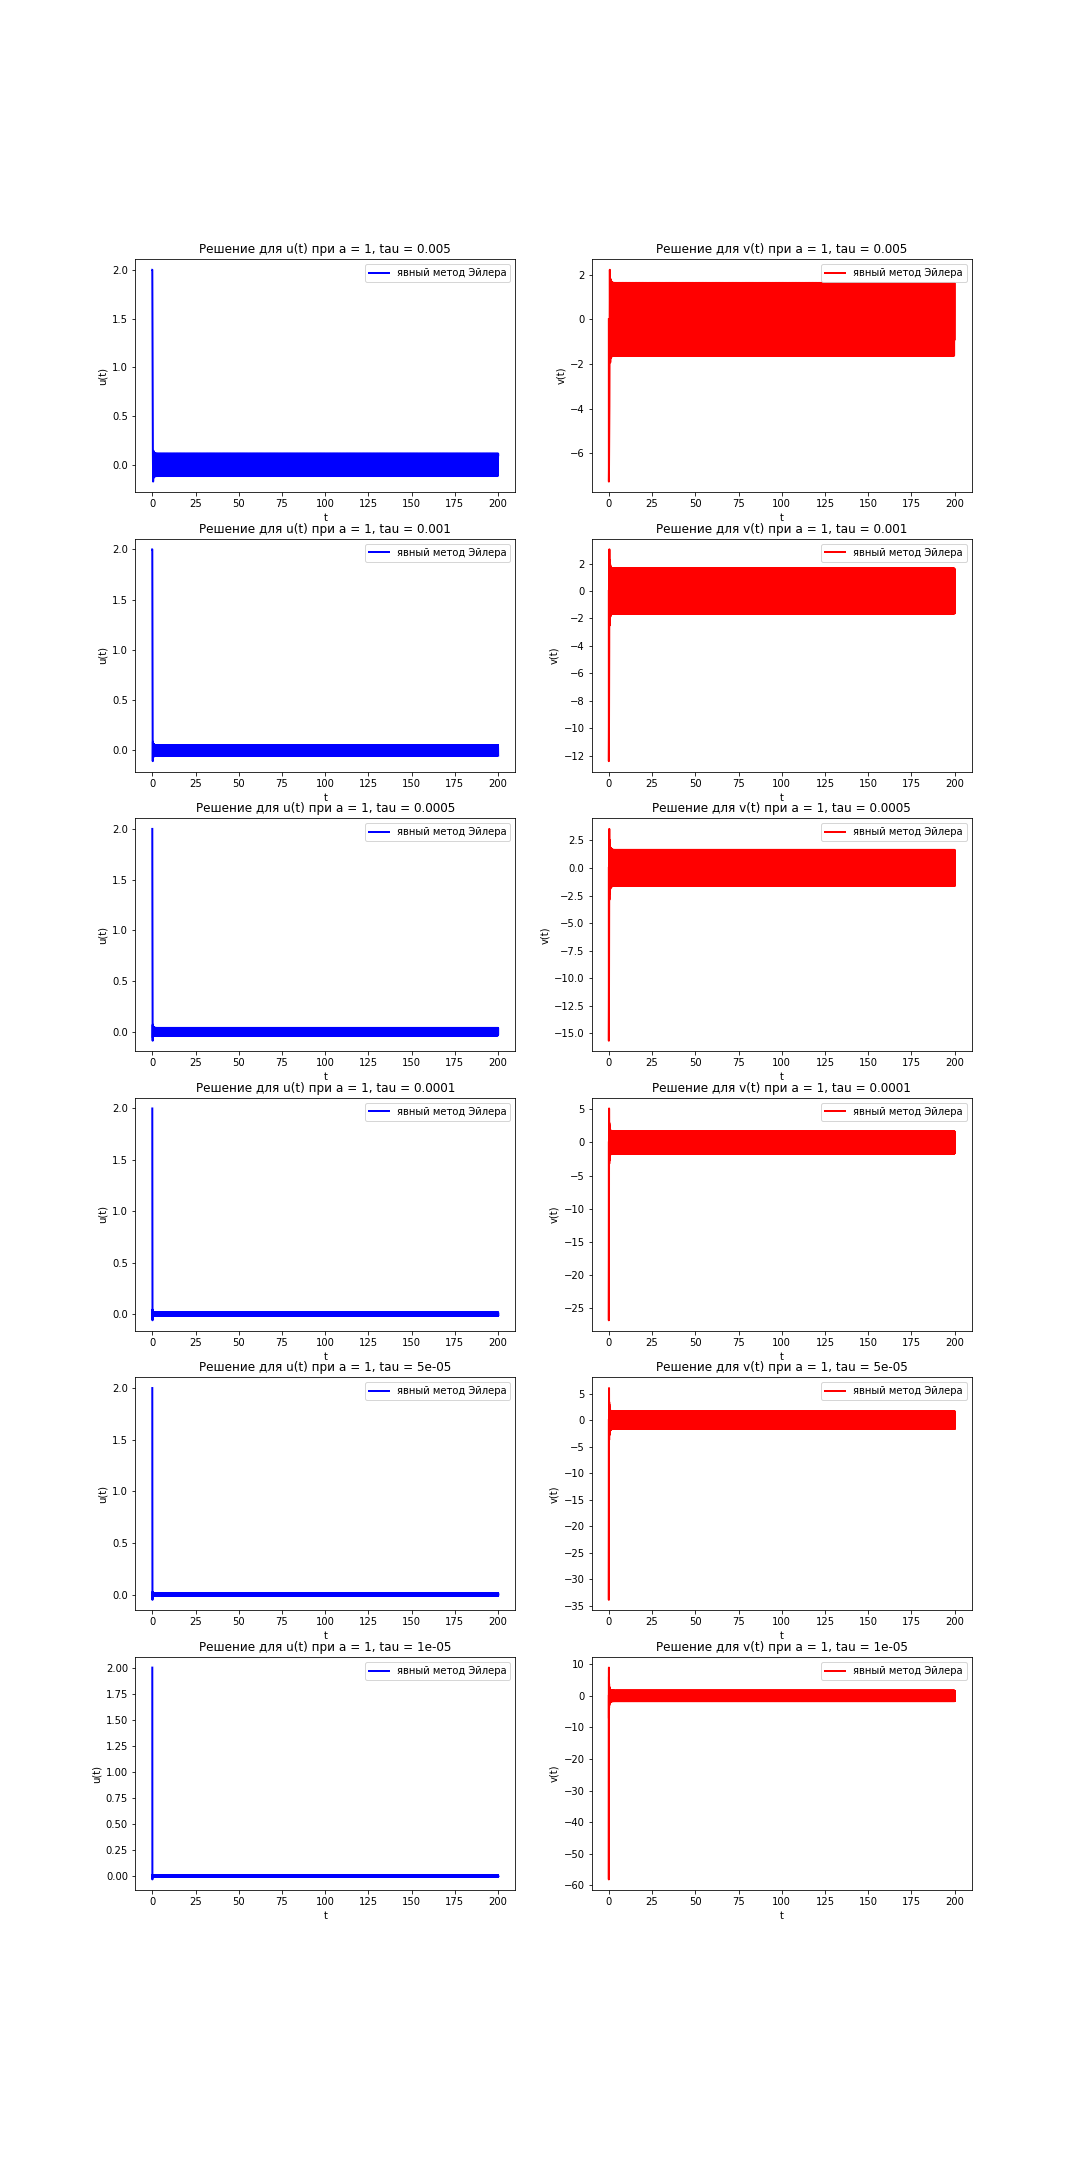 Решение для u(t) при a = 1, tau = 0.005
явный метод Эйлера
2.0
1.5
1.0
0.5
0.0
u(t)
0 25 50 75 100 125 150 175 200
t
Решение для v(t) при a = 1, tau = 0.005
явный метод Эйлера
2
0
−2
−4
−6
v(t)
0 25 50 75 100 125 150 175 200
t
Решение для u(t) при a = 1, tau = 0.001
явный метод Эйлера
2.0
1.5
1.0
0.5
0.0
u(t)
0 25 50 75 100 125 150 175 200
t
Решение для v(t) при a = 1, tau = 0.001
явный метод Эйлера
2
0
−2
−4
−6
−8
−10
−12
v(t)
0 25 50 75 100 125 150 175 200
t
Решение для u(t) при a = 1, tau = 0.0005
явный метод Эйлера
2.0
1.5
1.0
0.5
0.0
u(t)
0 25 50 75 100 125 150 175 200
t
Решение для v(t) при a = 1, tau = 0.0005
явный метод Эйлера
2.5
0.0
−2.5
−5.0
−7.5
−10.0
−12.5
−15.0
v(t)
0 25 50 75 100 125 150 175 200
t
Решение для u(t) при a = 1, tau = 0.0001
явный метод Эйлера
2.0
1.5
1.0
0.5
0.0
u(t)
0 25 50 75 100 125 150 175 200
t
Решение для v(t) при a = 1, tau = 0.0001
явный метод Эйлера
5
0
−5
−10
−15
−20
−25
v(t)
0 25 50 75 100 125 150 175 200
t
Решение для u(t) при a = 1, tau = 5e-05
явный метод Эйлера
2.0
1.5
1.0
0.5
0.0
u(t)
0 25 50 75 100 125 150 175 200
t
Решение для v(t) при a = 1, tau = 5e-05
явный метод Эйлера
5
0
−5
−10
−15
−20
−25
−30
−35
v(t)
0 25 50 75 100 125 150 175 200
t
Решение для u(t) при a = 1, tau = 1e-05
явный метод Эйлера
2.00
1.75
1.50
1.25
1.00
0.75
0.50
0.25
0.00
u(t)
0 25 50 75 100 125 150 175 200
t
Решение для v(t) при a = 1, tau = 1e-05
явный метод Эйлера
10
0
−10
−20
−30
−40
−50
−60
v(t)
0 25 50 75 100 125 150 175 200
t